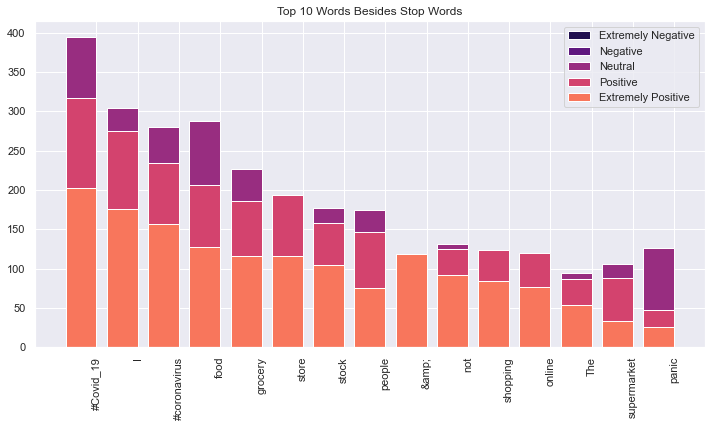 Top 10 Words Besides Stop Words
Extremely Negative
Negative
Neutral
Positive
Extremely Positive
400
350
300
250
200
150
100
50
0
#Covid_19
I
#coronavirus
food
grocery
store
stock
people
&amp;
not
shopping
online
The
supermarket
panic